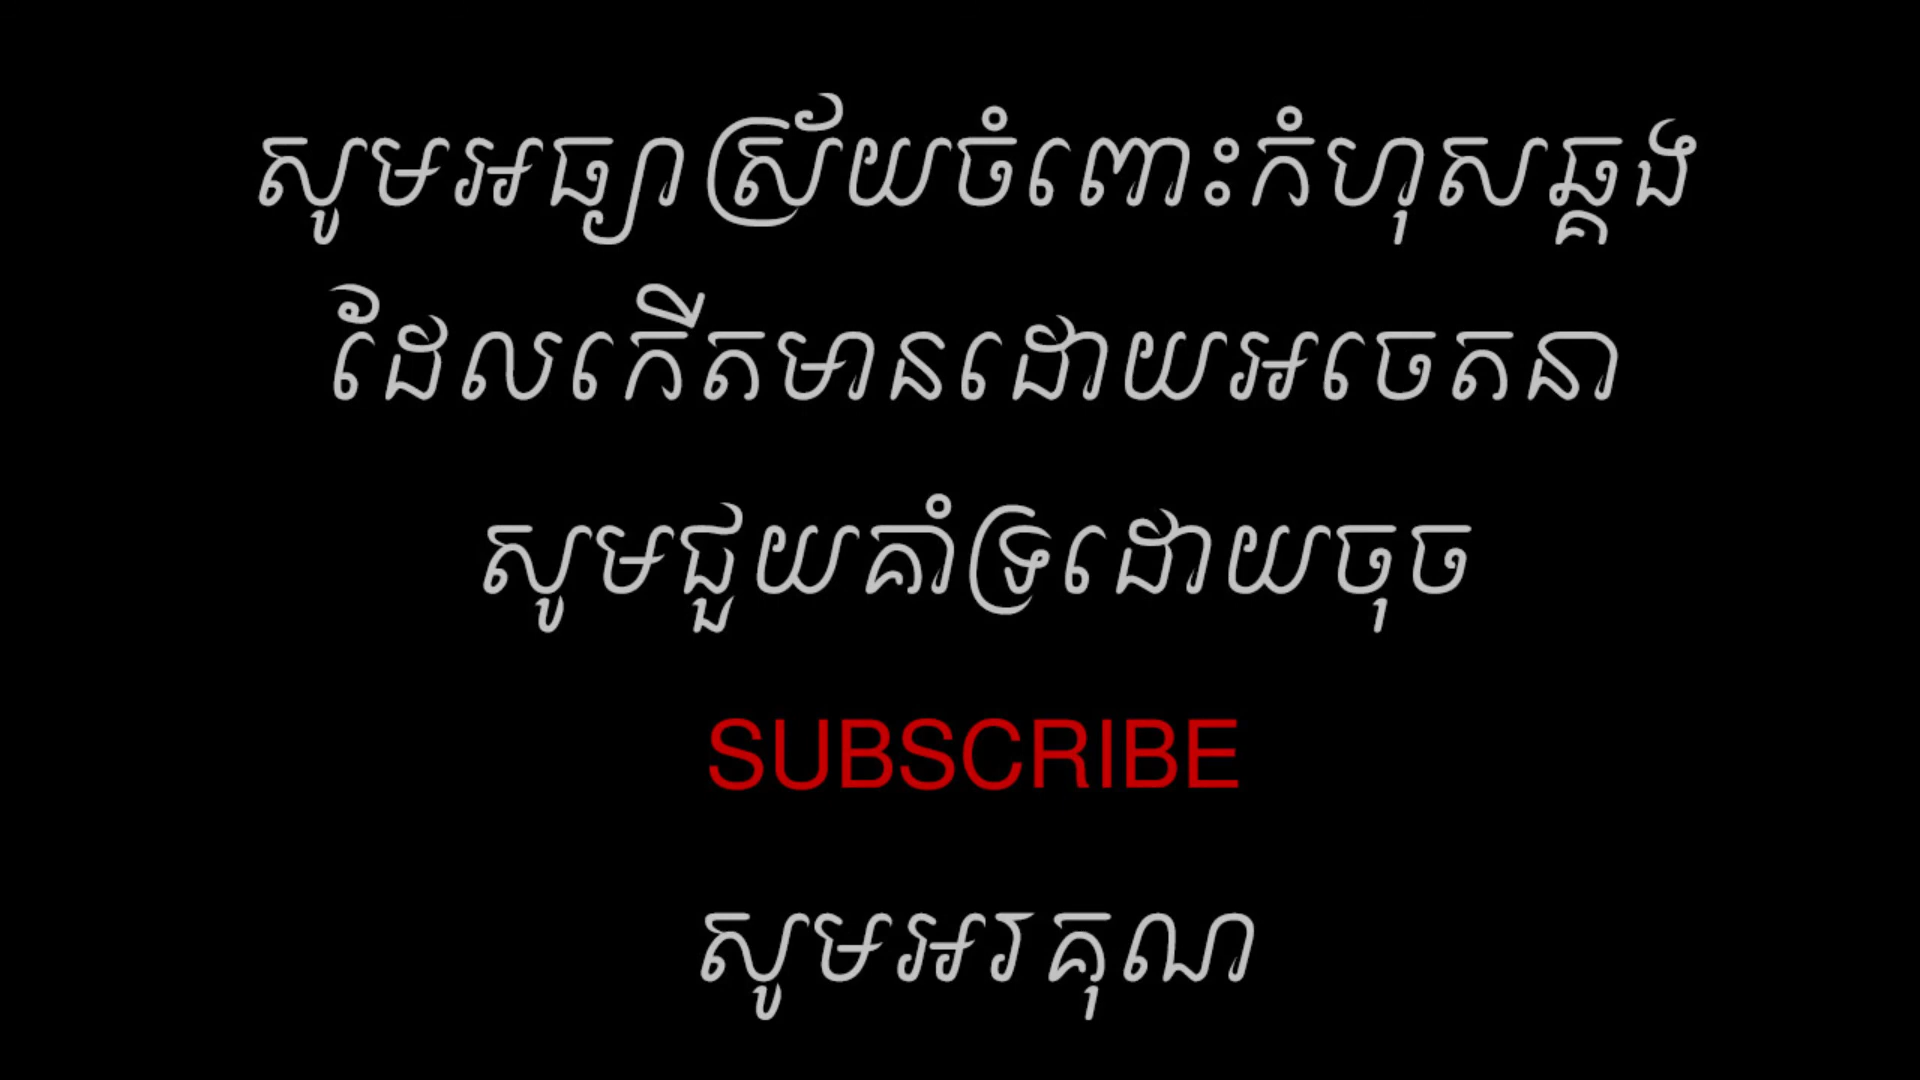 សូមអធ្យាស្រ័យចំពោះកំហុសឆ្គង
ដែលកើតមានដោយអចេតនា
សូមជួយគាំទ្រដោយចុច
SUBSCRIBE
សូមអរគុណ